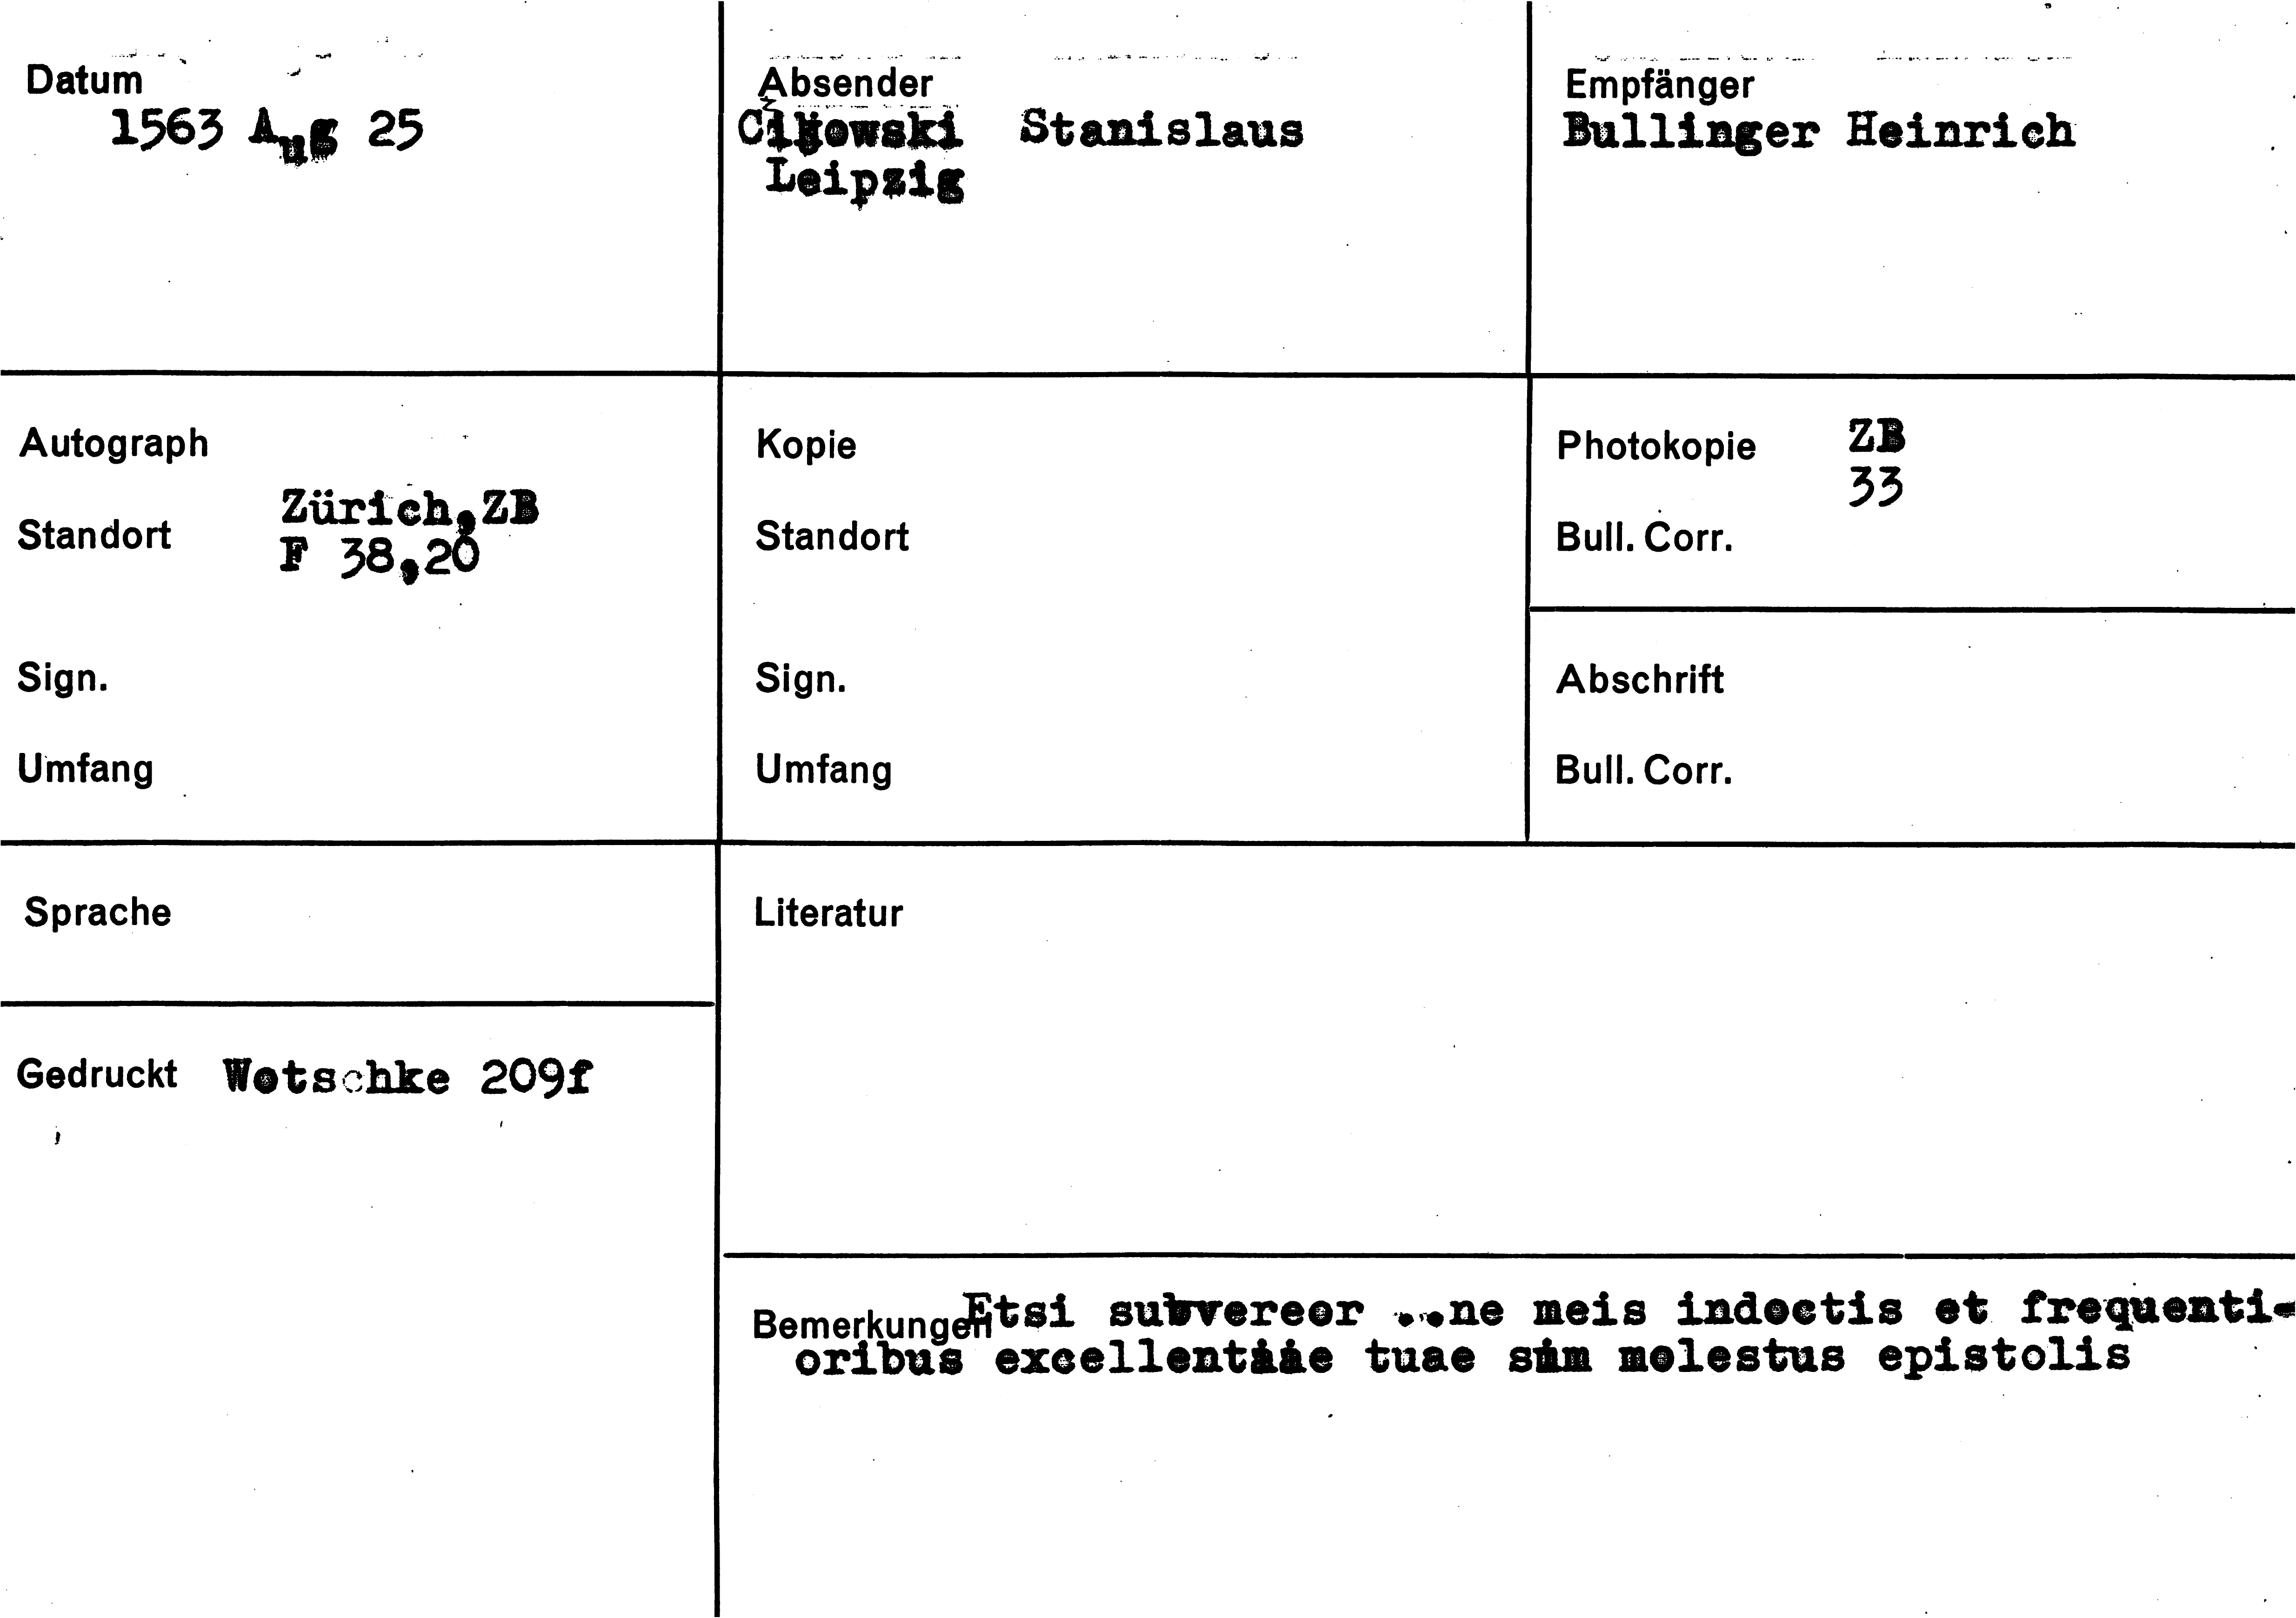 Datum
1563 Aug 25
Absender
Stanislaus
Leipzig
Empfänger
Bullinger Heinrich
Autograph
Standort Zürich,ZB
F 38,20
Sign.
Umfang
Kopie
Standort
Sign.
Umfang
Photokopie ZB
33
Bull. Corr.
Abschrift
Bull. Corr.
Sprache
Gedruckt Wotschke 209f
Literatur
Bemerkungen Etsi subvereor ..ne meis indoctis et frequenti-
oribus excellentiae tuae sim molestus epistolis